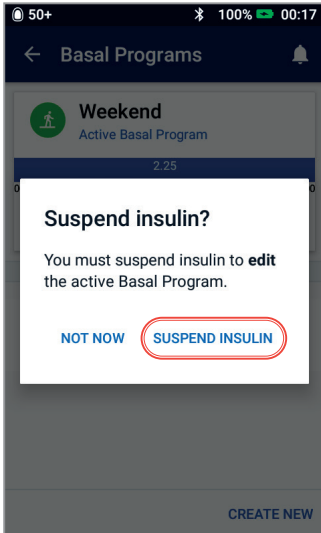 50+ 100% 00:17
Basal Programs
Weekend
Active Basal Program
2.25
Suspend insulin?
You must suspend insulin to edit
the active Basal Program.
NOT NOW SUSPEND INSULIN
CREATE NEW